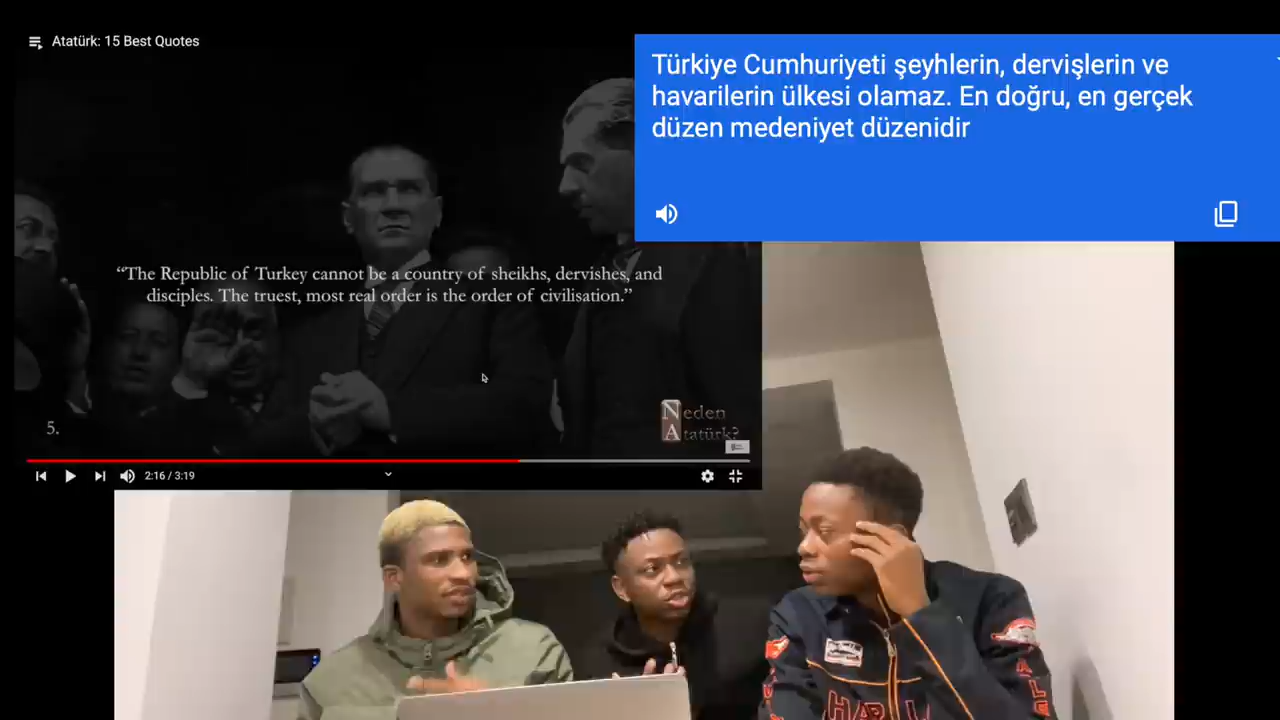 Atatürk: 15 Best Quotes
Türkiye Cumhuriyeti şeyhlerin, dervişlerin ve
havarilerin ülkesi olamaz. En doğru, en gerçek
düzen medeniyet düzenidir
“The Republic of Turkey cannot be a country of sheikhs, dervishes, and
disciples. The truest, most real order is the order of civilisation.”
5.
Neden
Atatürk?
2:16 / 3:19